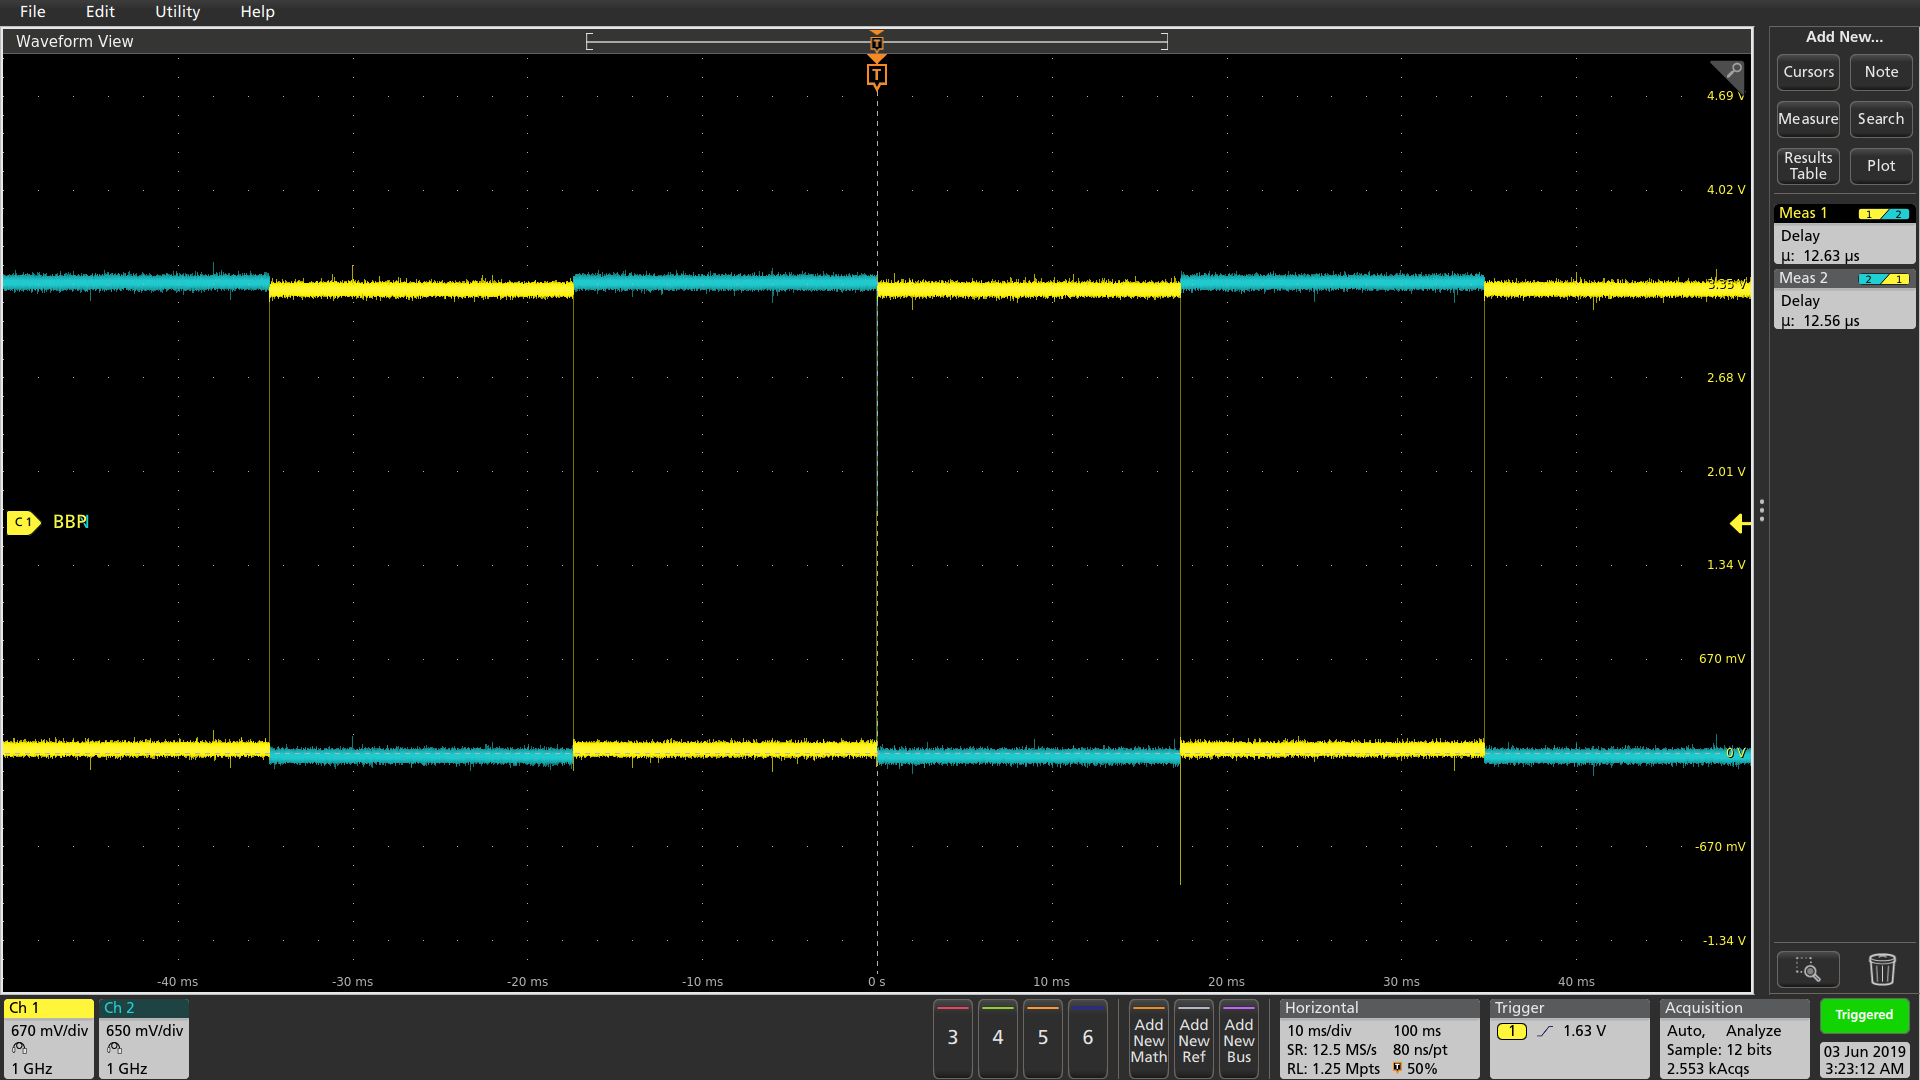 File Edit Utility Help
Waveform View
T
T
4.69 V
4.02 V
3.35 V
2.68 V
2.01 V
1.34 V
670 mV
0 V
-670 mV
-1.34 V
C 1
-40 ms -30 ms -20 ms -10 ms 0 s 10 ms 20 ms 30 ms 40 ms
Add New...
Cursors Note
Measure Search
Results Table Plot
Meas 1 1 2
Delay
µ: 12.63 µs
Meas 2 2 1
Delay
µ: 12.56 µs
Ch 1
670 mV/div
1 GHz
Ch 2
650 mV/div
1 GHz
3 4 5 6
Add New Math
Add New Ref
Add New Bus
Horizontal
10 ms/div 100 ms
SR: 12.5 MS/s 80 ns/pt
RL: 1.25 Mpts T 50%
Trigger
1 1.63 V
Acquisition
Auto, Analyze
Sample: 12 bits
2.553 kAcqs
Triggered
03 Jun 2019
3:23:12 AM